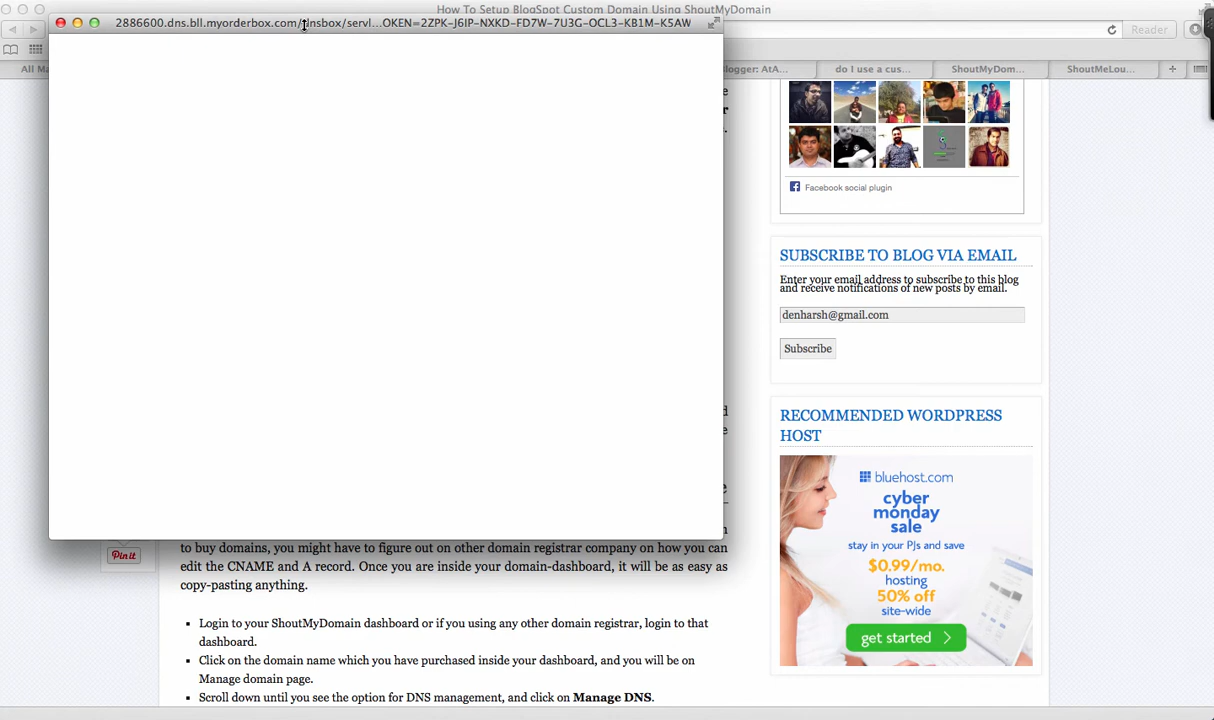 How To Setup BlogSpot Custom Domain Using ShoutMyDomain
2886600.dns.bll.myorderbox.com/dnsbox/servl...OKEN=2ZPK-J6IP-NXKD-FD7W-7U3G-OCL3-KB1M-K5AW
Reader
All Ma
logger: AtA...
do I use a cus...
ShoutMyDom...
ShoutMeLou...
+
e
r
.
Facebook social plugin
SUBSCRIBE TO BLOG VIA EMAIL
Enter your email address to subscribe to this blog
and receive notifications of new posts by email.
denharsh@gmail.com
Subscribe
RECOMMENDED WORDPRESS
HOST
bluehost.com
cyber
monday
sale
stay in your PJs and save
$0.99/mo.
hosting
50% off
site-wide
get started
d
e
e
n
Pin it
to buy domains, you might have to figure out on other domain registrar company on how you can
edit the CNAME and A record. Once you are inside your domain-dashboard, it will be as easy as
copy-pasting anything.
Login to your ShoutMyDomain dashboard or if you using any other domain registrar, login to that
dashboard.
Click on the domain name which you have purchased inside your dashboard, and you will be on
Manage domain page.
Scroll down until you see the option for DNS management, and click on Manage DNS.